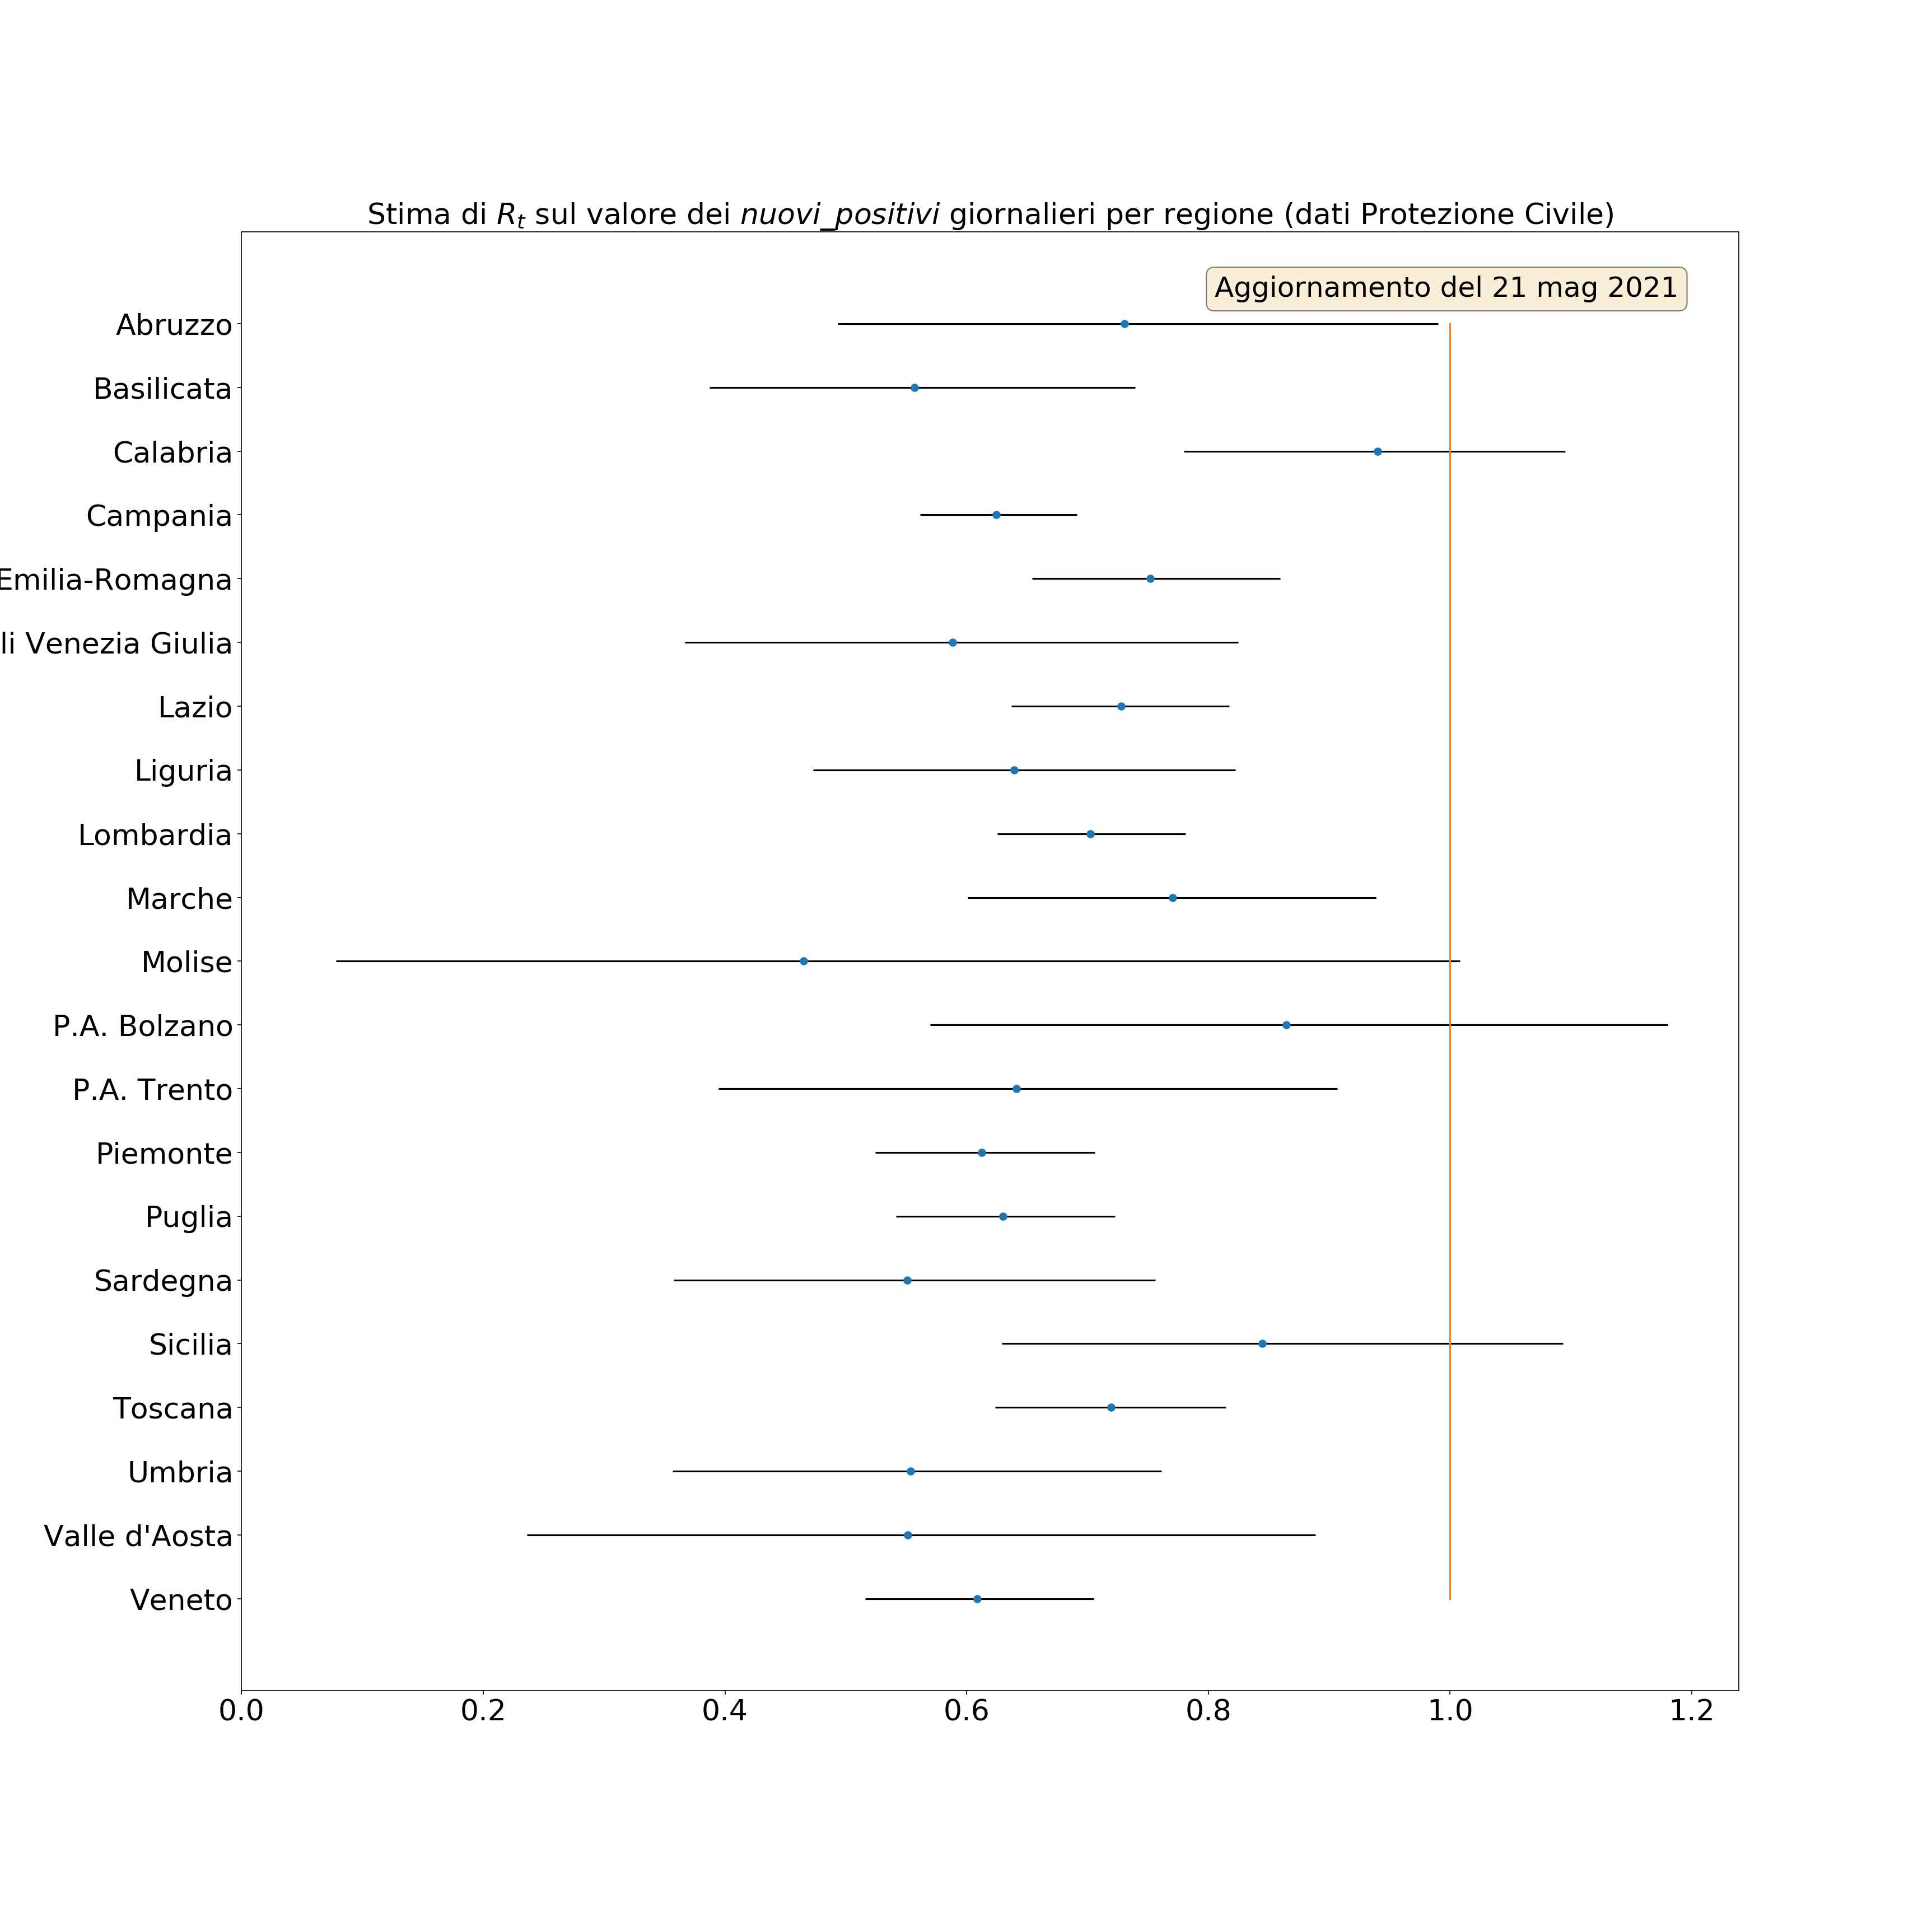 Stima di Rt sul valore dei nuovi_positivi giornalieri per regione (dati Protezione Civile)
Aggiornamento del 21 mag 2021
Abruzzo
Basilicata
Calabria
Campania
Emilia-Romagna
li Venezia Giulia
Lazio
Liguria
Lombardia
Marche
Molise
P.A. Bolzano
P.A. Trento
Piemonte
Puglia
Sardegna
Sicilia
Toscana
Umbria
Valle d'Aosta
Veneto
0.0 0.2 0.4 0.6 0.8 1.0 1.2